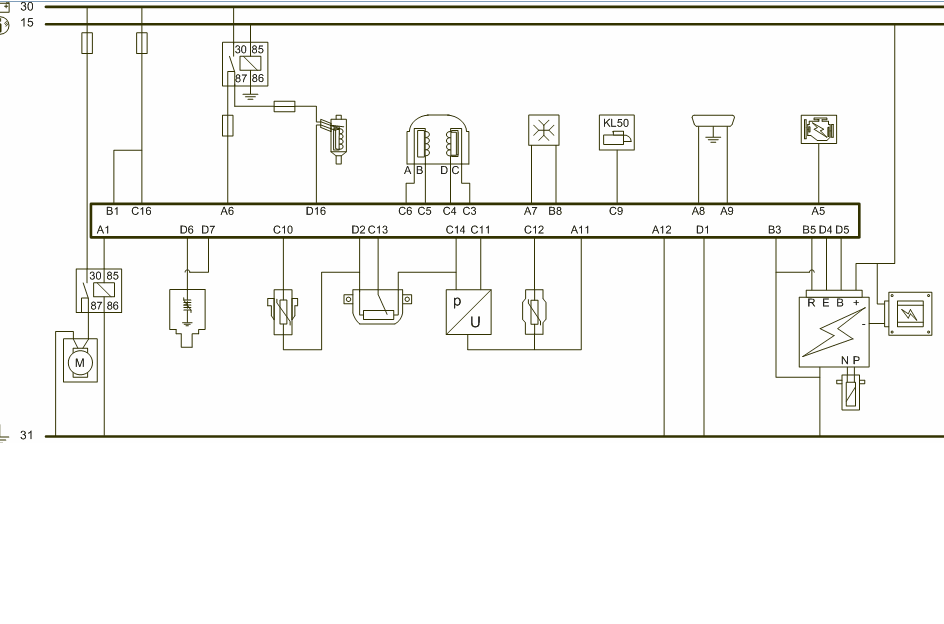 30
15
30 85
87 86
KL50
A B D C
B1 C16 A6 D16 C6 C5 C4 C3 A7 B8 C9 A8 A9 A5
A1 D6 D7 C10 D2 C13 C14 C11 C12 A11 A12 D1 B3 B5 D4 D5
30 85
87 86
p
U
R E B +
-
M
N P
31